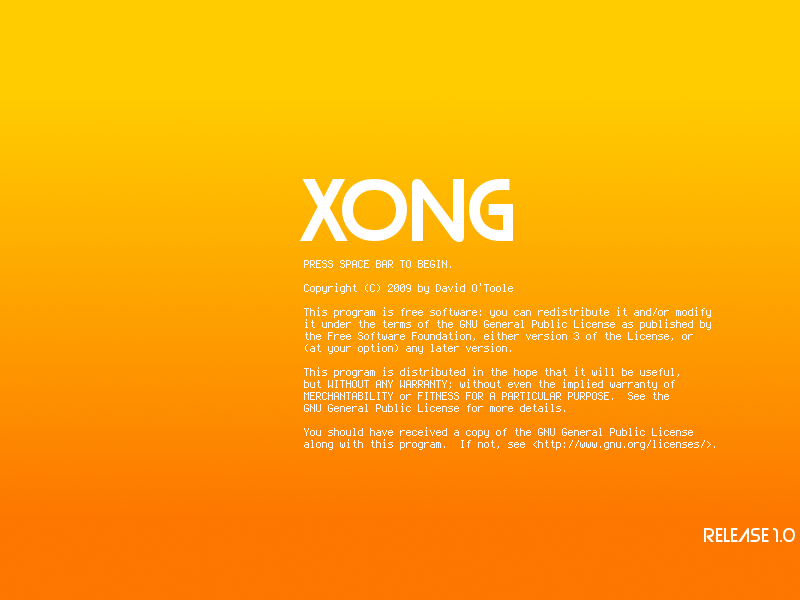 XONG
PRESS SPACE BAR TO BEGIN.
Copyright (C) 2009 by David O'Toole
This program is free software: you can redistribute it and/or modify
it under the terms of the GNU General Public License as published by
the Free Software Foundation, either version 3 of the License, or
(at your option) any later version.
This program is distributed in the hope that it will be useful,
but WITHOUT ANY WARRANTY; without even the implied warranty of
MERCHANTABILITY or FITNESS FOR A PARTICULAR PURPOSE.  See the
GNU General Public License for more details.
You should have received a copy of the GNU General Public License
along with this program.  If not, see <http://www.gnu.org/licenses/>.
RELEASE 1.0